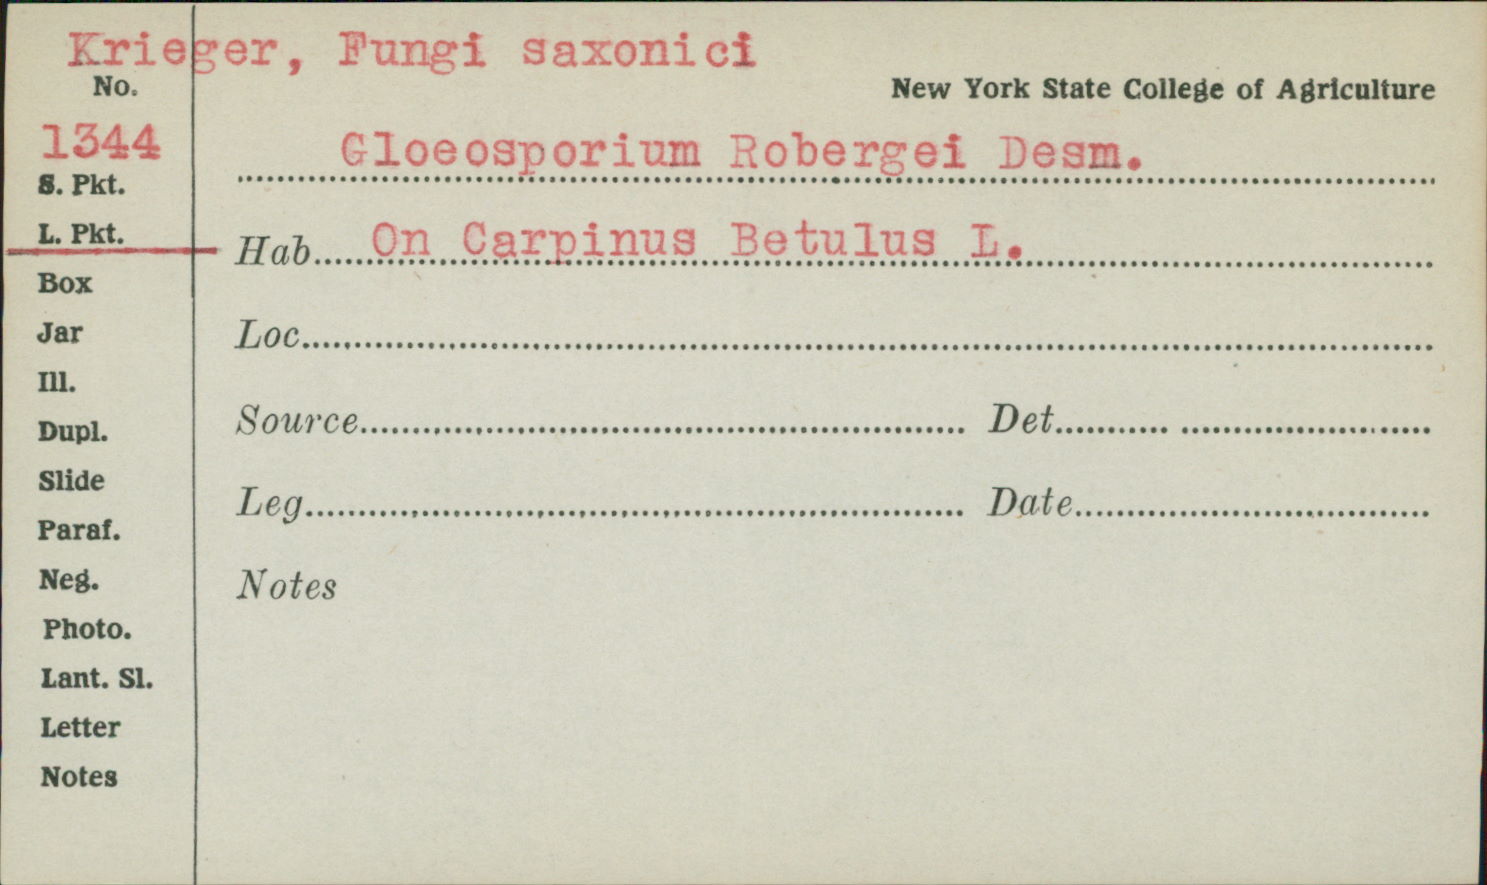 Krieger, Fungi saxonici
No.
New York State College of Agriculture
1344
Gloeosporium Robergei Desm.
S. Pkt.
L. Pkt.
Hab. On Carpinus Betulus L.
Box
Loc.
Jar
Ill.
Source Det.
Dupl.
Slide
Leg. Date
Paraf.
Neg.
Notes
Photo.
Lant. Sl.
Letter
Notes